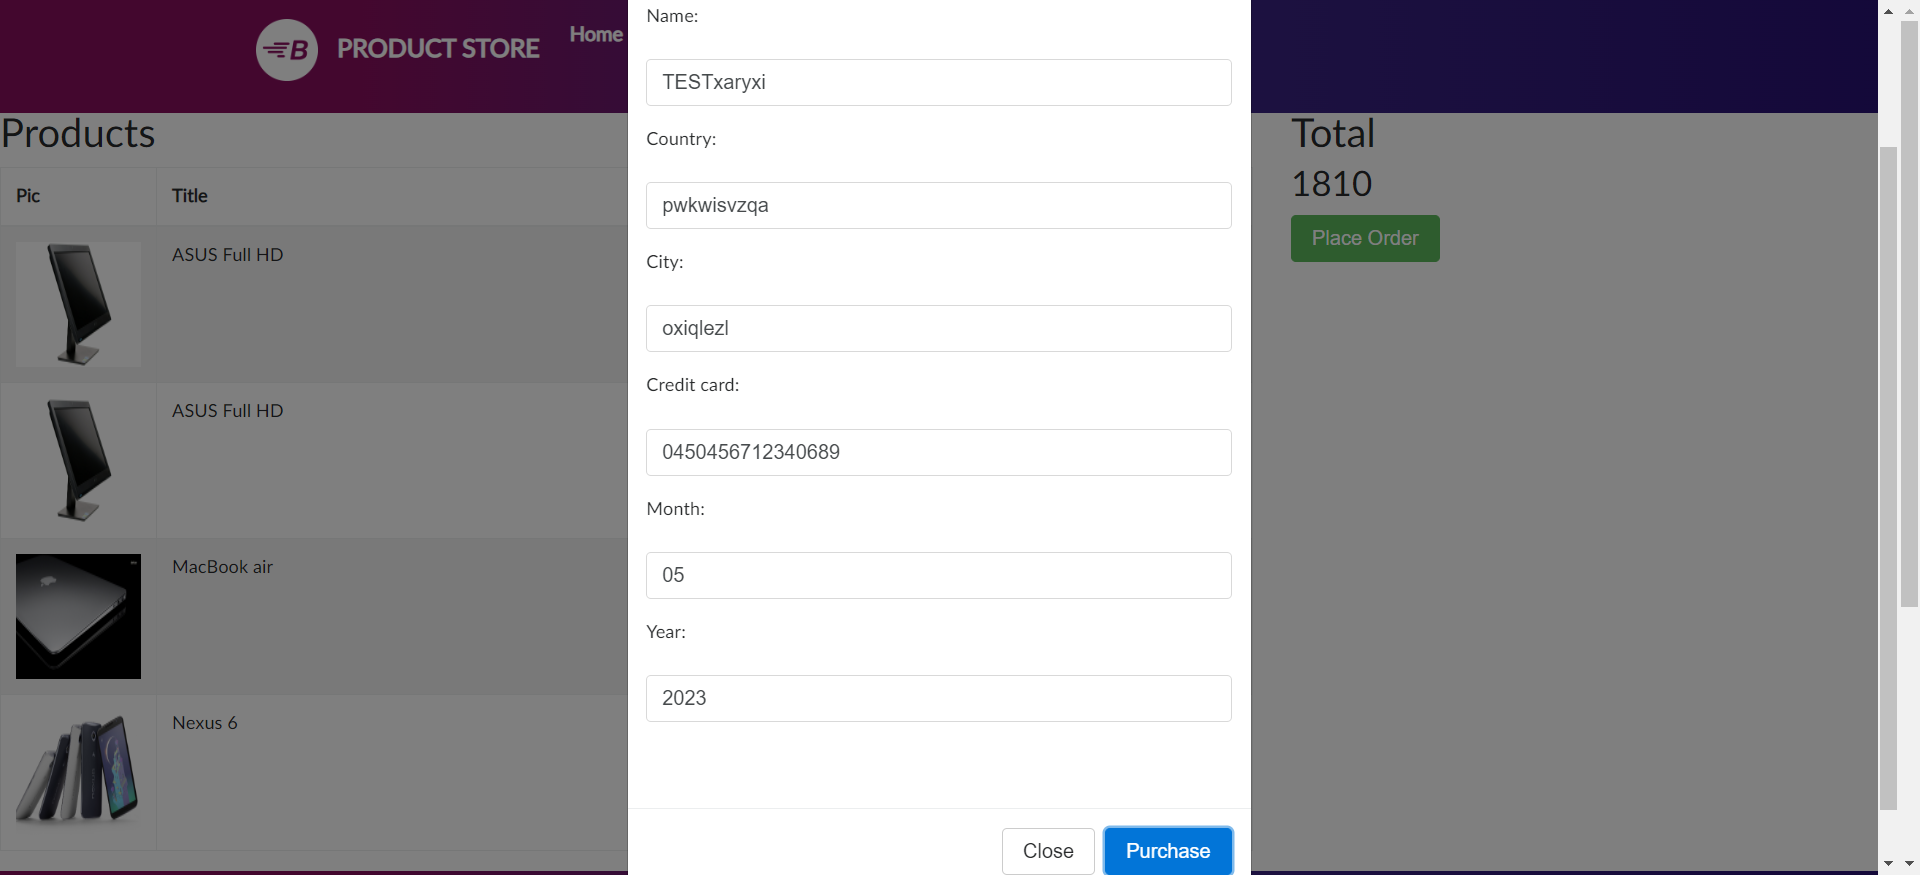 B PRODUCT STORE
Home
Products
Pic Title
ASUS Full HD
ASUS Full HD
MacBook air
Nexus 6
Name:
TESTxaryxi
Country:
pwkwisvzqa
City:
oxiqlezl
Credit card:
0450456712340689
Month:
05
Year:
2023
Close Purchase
Total
1810
Place Order